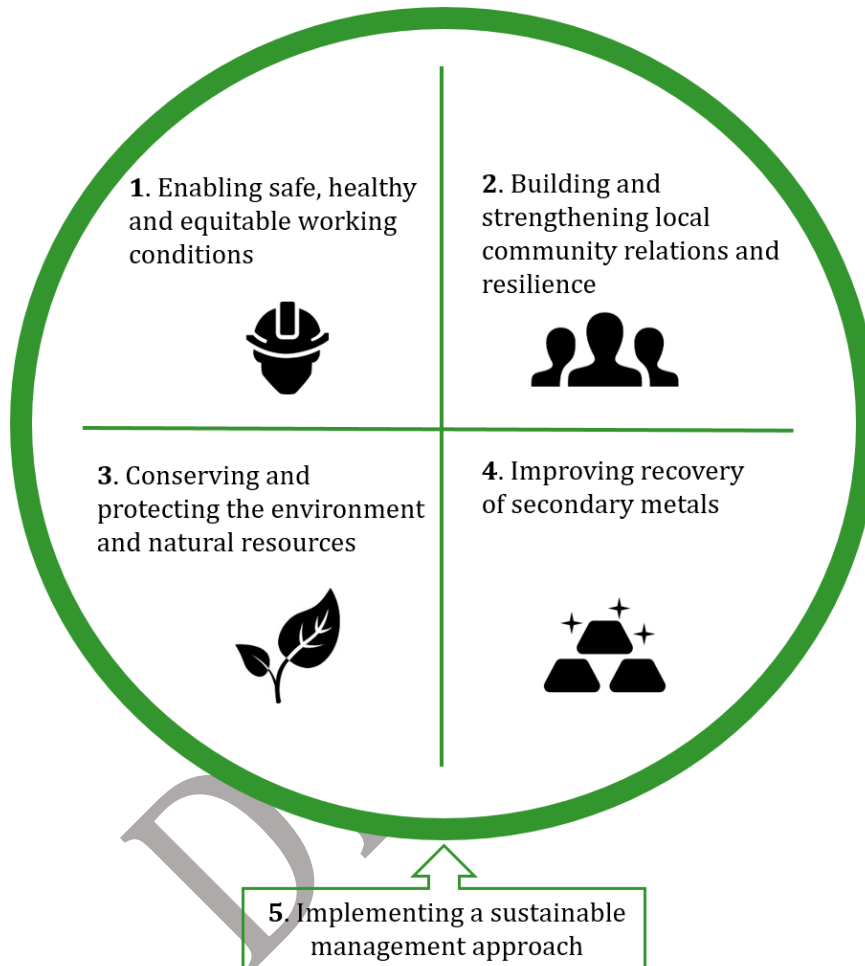 1. Enabling safe, healthy
and equitable working
conditions
2. Building and
strengthening local
community relations and
resilience
3. Conserving and
protecting the environment
and natural resources
4. Improving recovery
of secondary metals
5. Implementing a sustainable
management approach